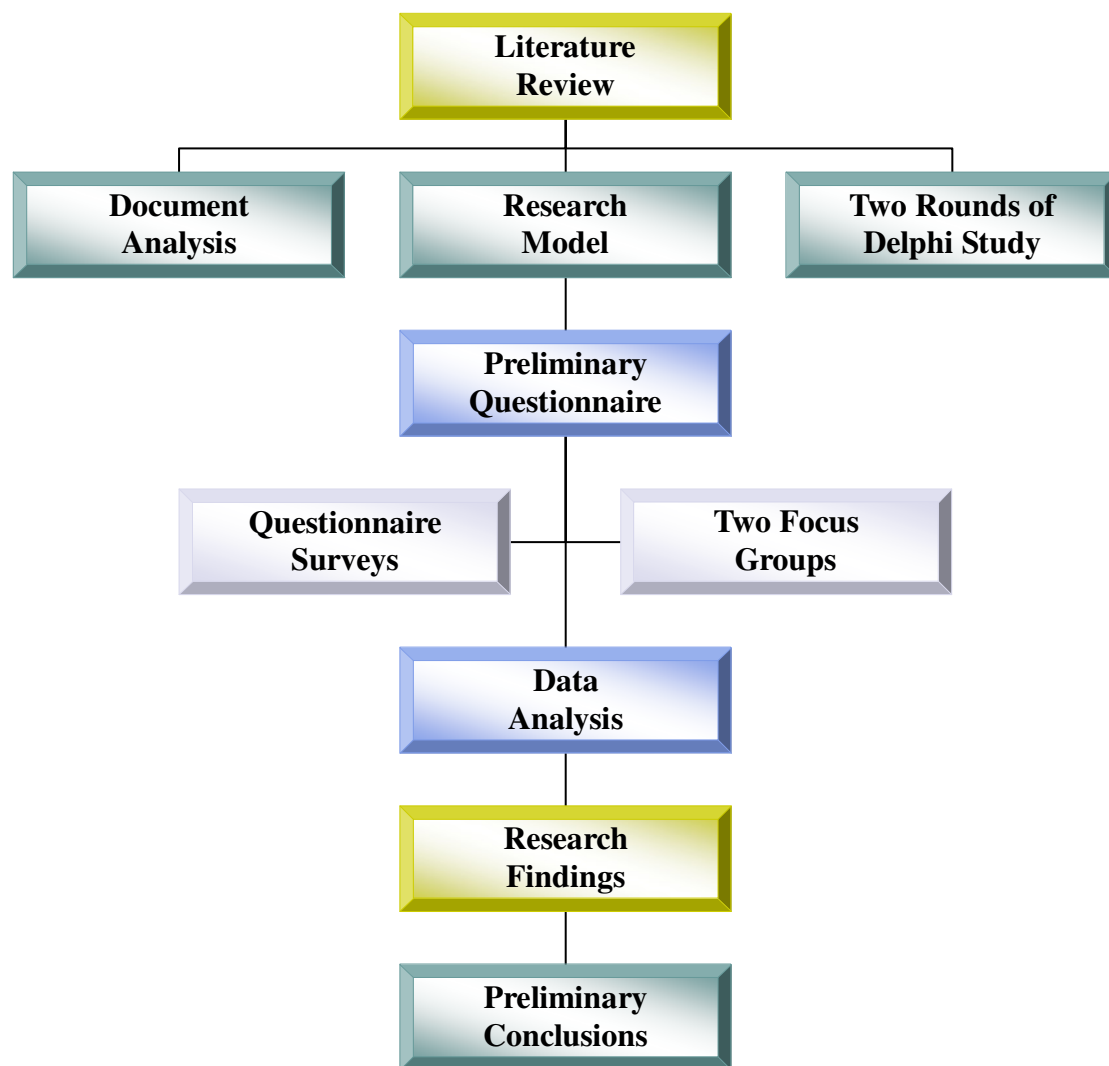 Literature
Review
Document
Analysis
Research
Model
Two Rounds of
Delphi Study
Preliminary
Questionnaire
Questionnaire
Surveys
Two Focus
Groups
Data
Analysis
Research
Findings
Preliminary
Conclusions